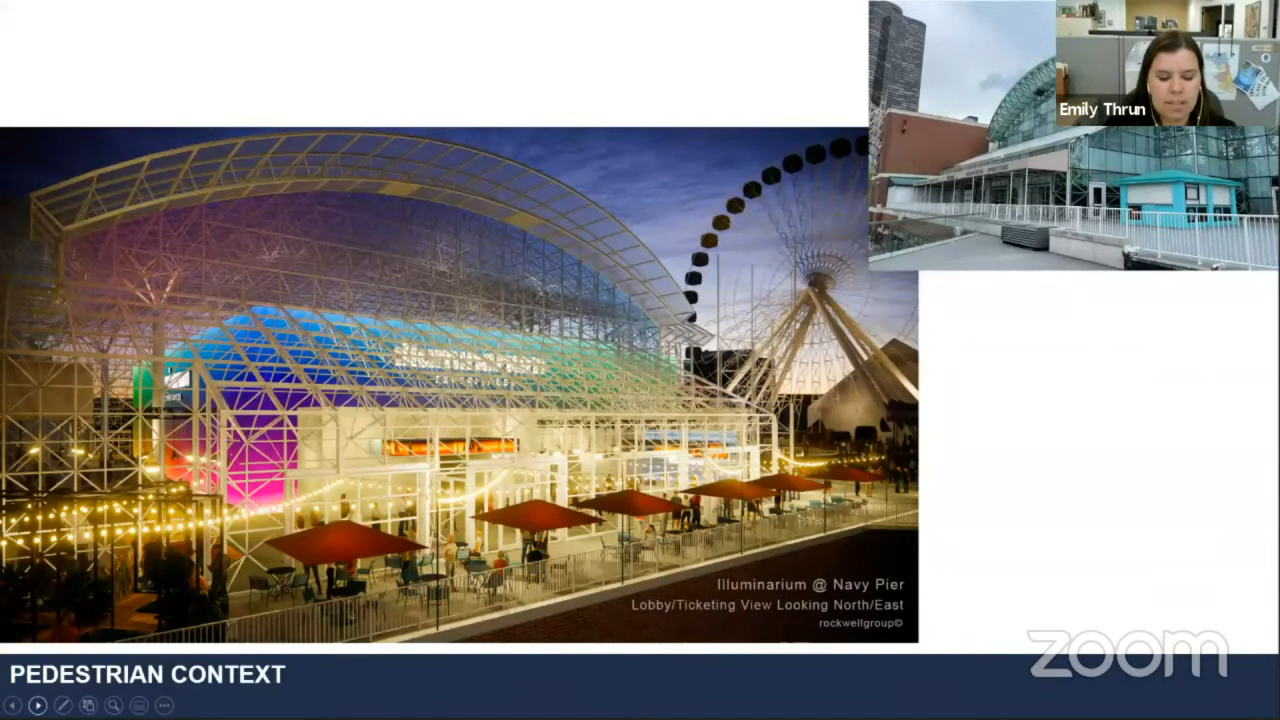 Emily Thrun
Illuminarium @ Navy Pier
Lobby/Ticketing View Looking North/East
rockwellgroup©
PEDESTRIAN CONTEXT
zoom